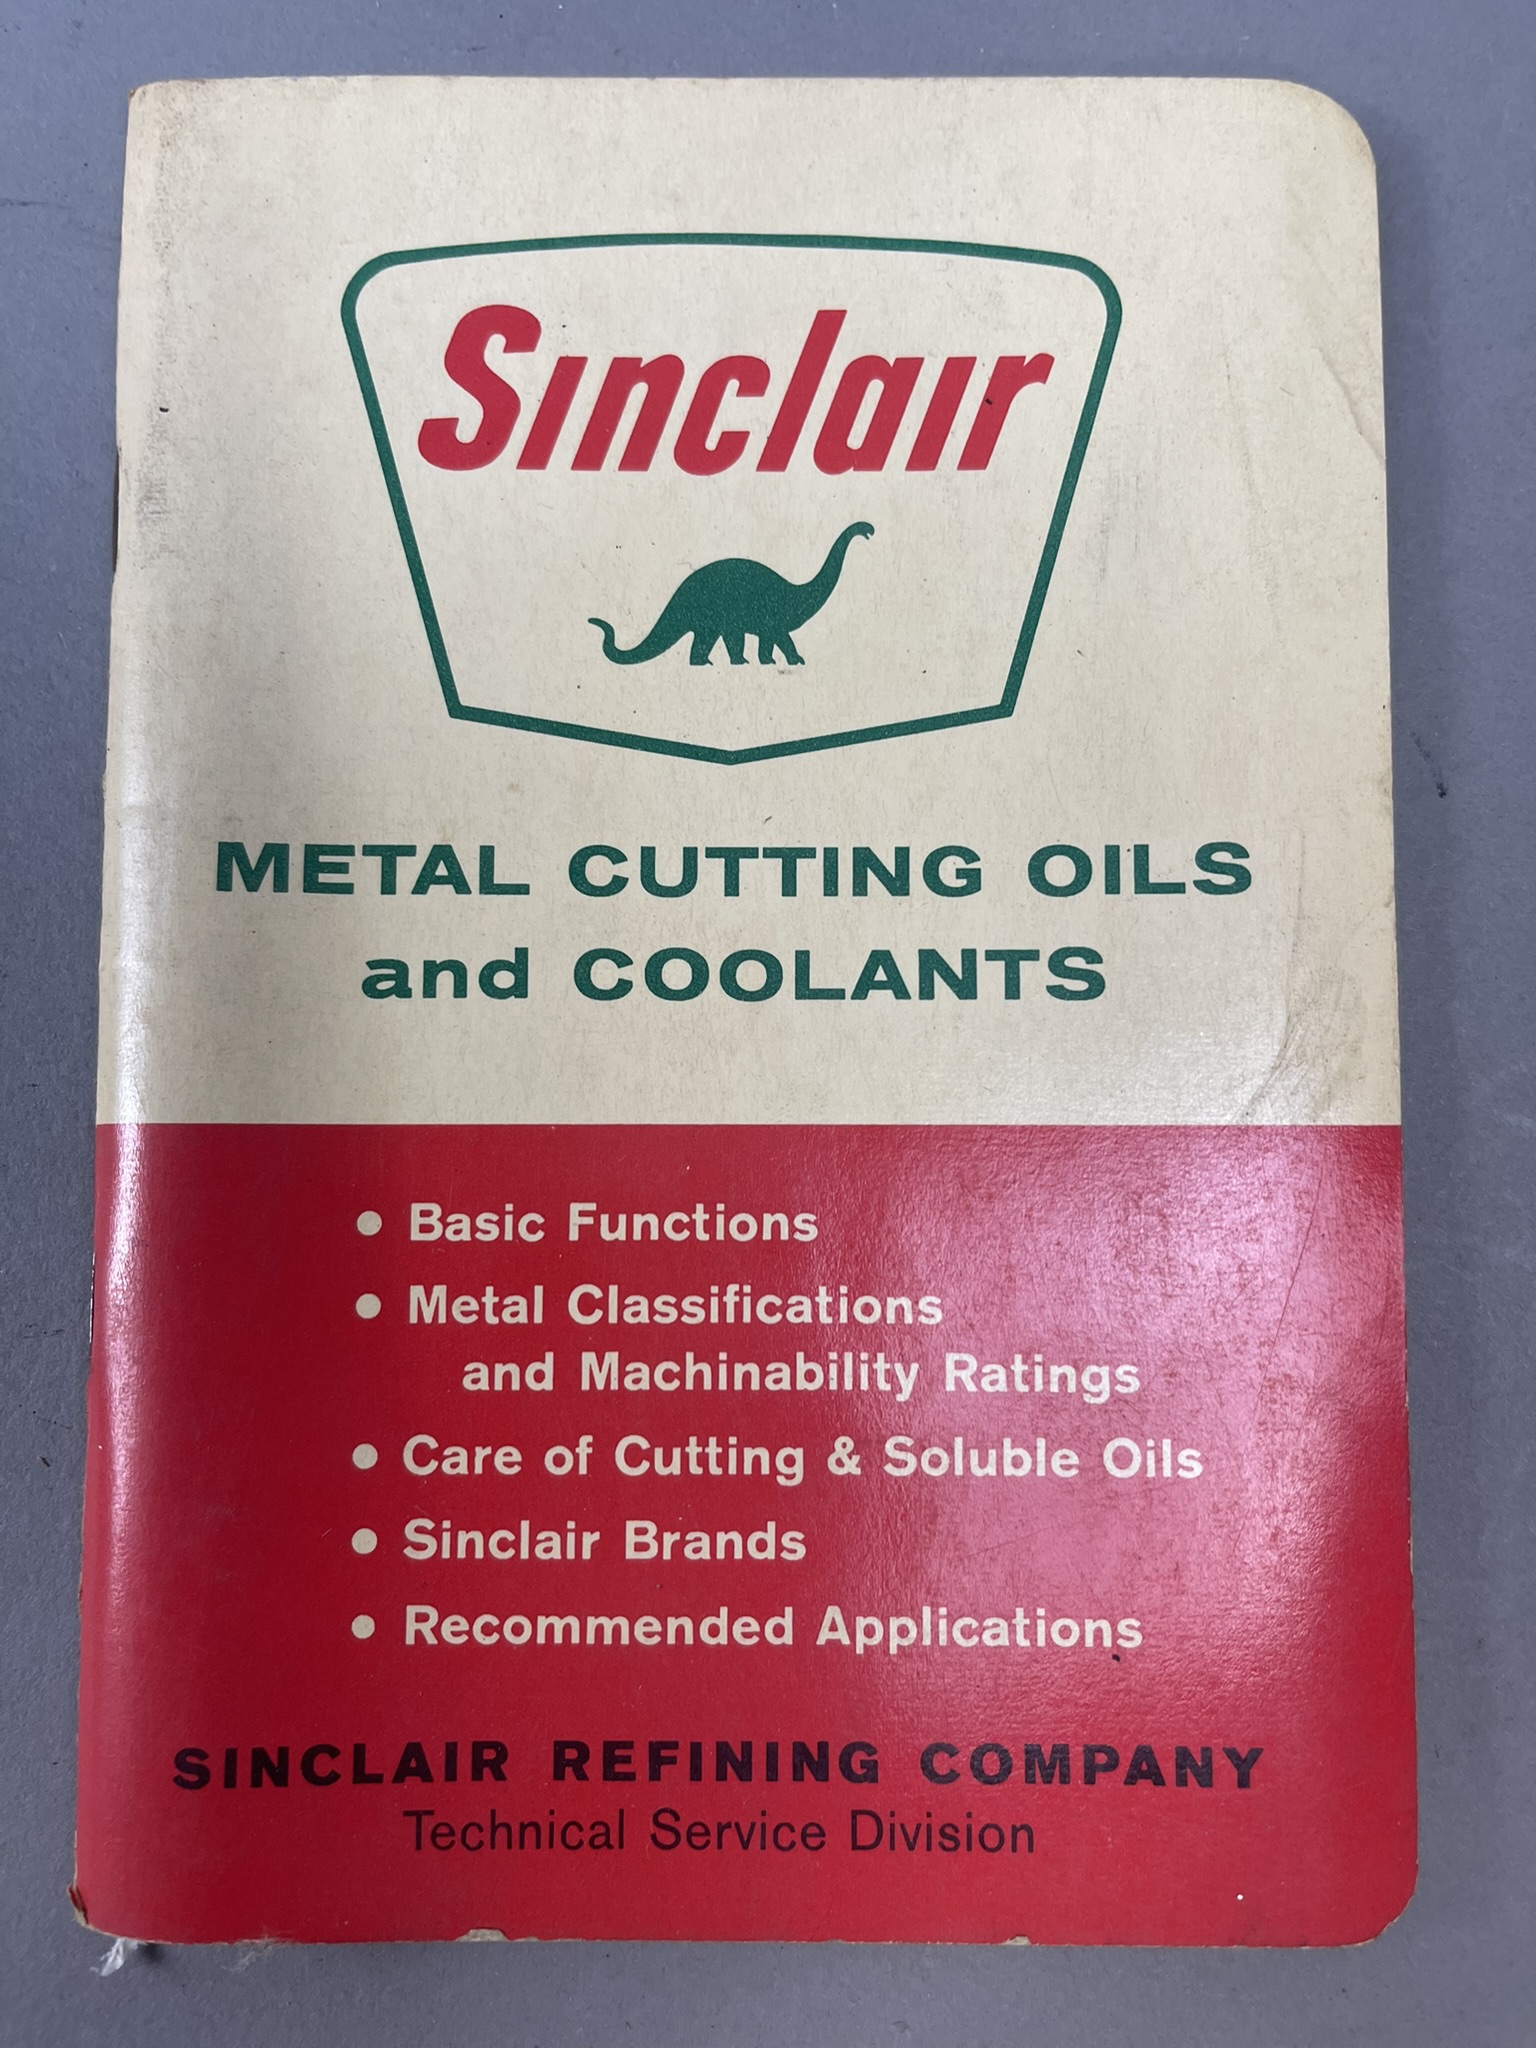 Sinclair
METAL CUTTING OILS
and COOLANTS
• Basic Functions
• Metal Classifications
and Machinability Ratings
• Care of Cutting & Soluble Oils
• Sinclair Brands
• Recommended Applications
SINCLAIR REFINING COMPANY
Technical Service Division